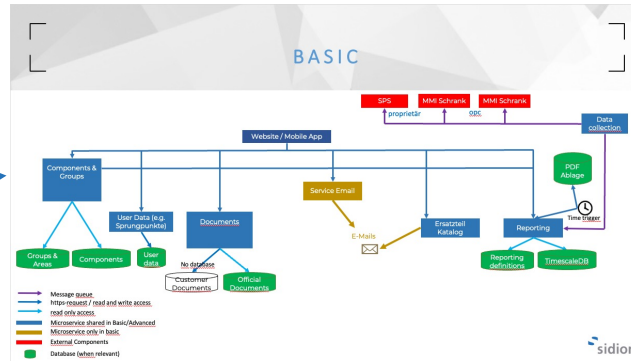 BASIC
SPS
MMI Schrank
MMI Schrank
proprietär
opc
Data
collection
Website / Mobile App
Components &
Groups
PDF
Ablage
Service Email
Time trigger
User Data (e.g.
Sprungpunkte)
Documents
Ersatzteil
Katalog
Reporting
E-Mails
Groups &
Areas
Components
User
data
No database
Customer
Documents
Official
Documents
Reporting
definitions
TimescaleDB
Message queue
https-request / read and write access
read only access
Microservice shared in Basic/Advanced
Microservice only in basic
External Components
Database (when relevant)
sidion